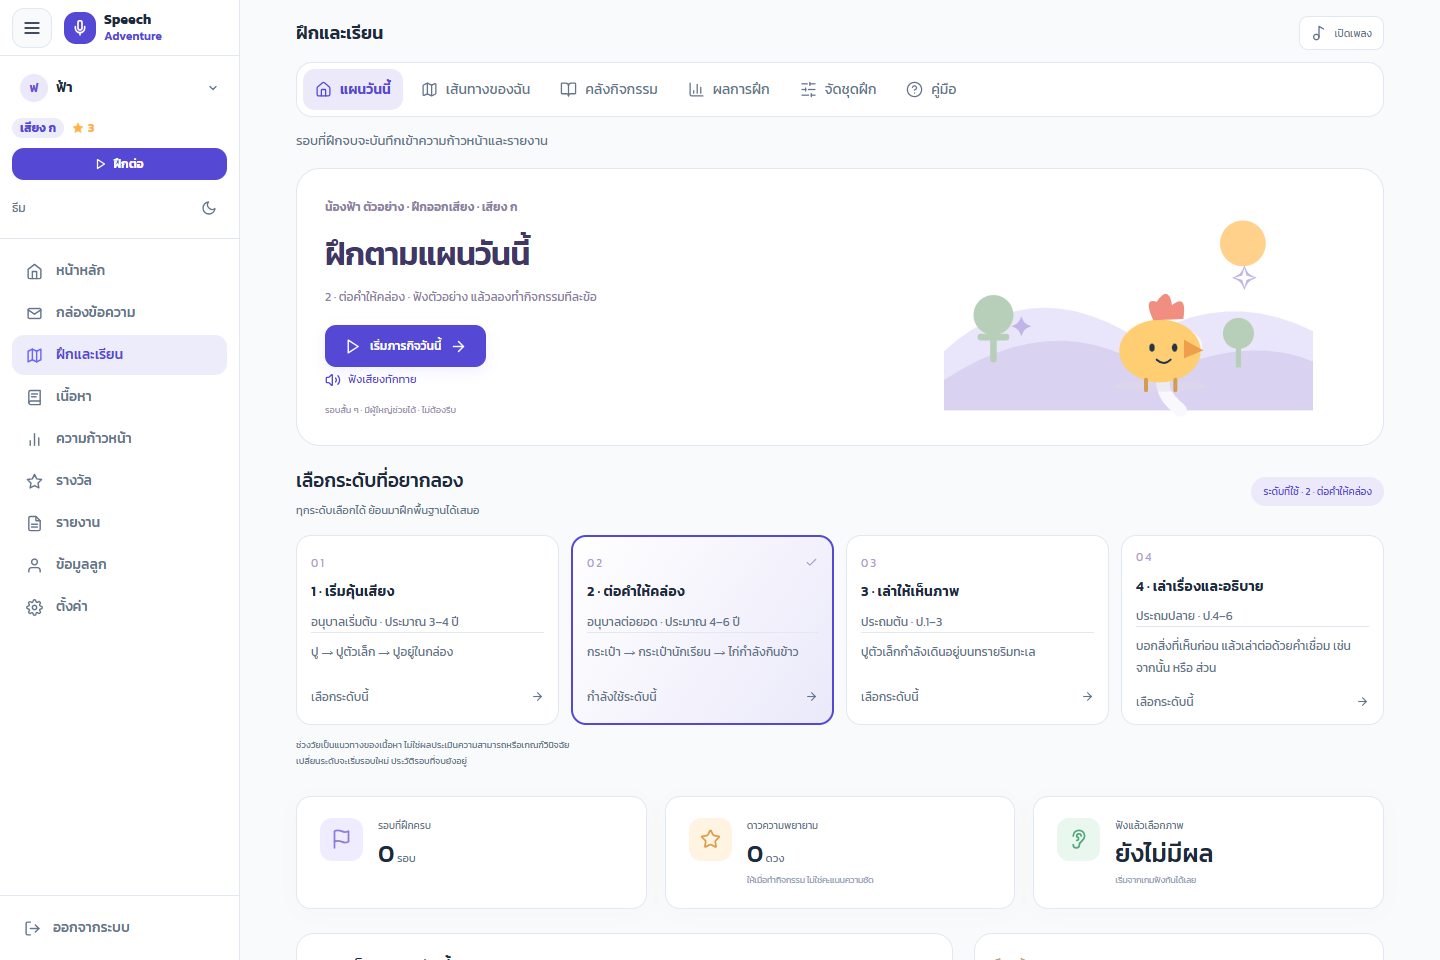 Speech
Adventure
ฟ ฟ้า
เสียง ก 3
ฝึกต่อ
ธีม
หน้าหลัก
กล่องข้อความ
ฝึกและเรียน
เนื้อหา
ความก้าวหน้า
รางวัล
รายงาน
ข้อมูลลูก
ตั้งค่า
ออกจากระบบ
ฝึกและเรียน
เปิดเพลง
แผนวันนี้ เส้นทางของฉัน คลังกิจกรรม ผลการฝึก จัดชุดฝึก คู่มือ
รอบที่ฝึกจบจะบันทึกเข้าความก้าวหน้าและรายงาน
น้องฟ้า ตัวอย่าง · ฝึกออกเสียง · เสียง ก
ฝึกตามแผนวันนี้
2 · ต่อคำให้คล่อง · ฟังตัวอย่าง แล้วลองทำกิจกรรมทีละข้อ
เริ่มภารกิจวันนี้
ฟังเสียงทักทาย
รอบสั้น ๆ · มีผู้ใหญ่ช่วยได้ · ไม่ต้องรีบ
เลือกระดับที่อยากลอง
ทุกระดับเลือกได้ ย้อนมาฝึกพื้นฐานได้เสมอ
ระดับที่ใช้ · 2 · ต่อคำให้คล่อง
01
1 · เริ่มคุ้นเสียง
อนุบาลเริ่มต้น · ประมาณ 3–4 ปี
ปู → ปูตัวเล็ก → ปูอยู่ในกล่อง
เลือกระดับนี้
02
2 · ต่อคำให้คล่อง
อนุบาลต่อยอด · ประมาณ 4–6 ปี
กระเป๋า → กระเป๋านักเรียน → ไก่กำลังกินข้าว
กำลังใช้ระดับนี้
03
3 · เล่าให้เห็นภาพ
ประถมต้น · ป.1–3
ปูตัวเล็กกำลังเดินอยู่บนทรายริมทะเล
เลือกระดับนี้
04
4 · เล่าเรื่องและอธิบาย
ประถมปลาย · ป.4–6
บอกสิ่งที่เห็นก่อน แล้วเล่าต่อด้วยคำเชื่อม เช่น
จากนั้น หรือ ส่วน
เลือกระดับนี้
ช่วงวัยเป็นแนวทางของเนื้อหา ไม่ใช่ผลประเมินความสามารถหรือเกณฑ์วินิจฉัย
เปลี่ยนระดับจะเริ่มรอบใหม่ ประวัติรอบที่จบยังอยู่
รอบที่ฝึกครบ
0 รอบ
ดาวความพยายาม
0 ดวง
ให้เมื่อทำกิจกรรม ไม่ใช่คะแนนความชัด
ฟังแล้วเลือกภาพ
ยังไม่มีผล
เริ่มจากเกมฟังกันได้เลย